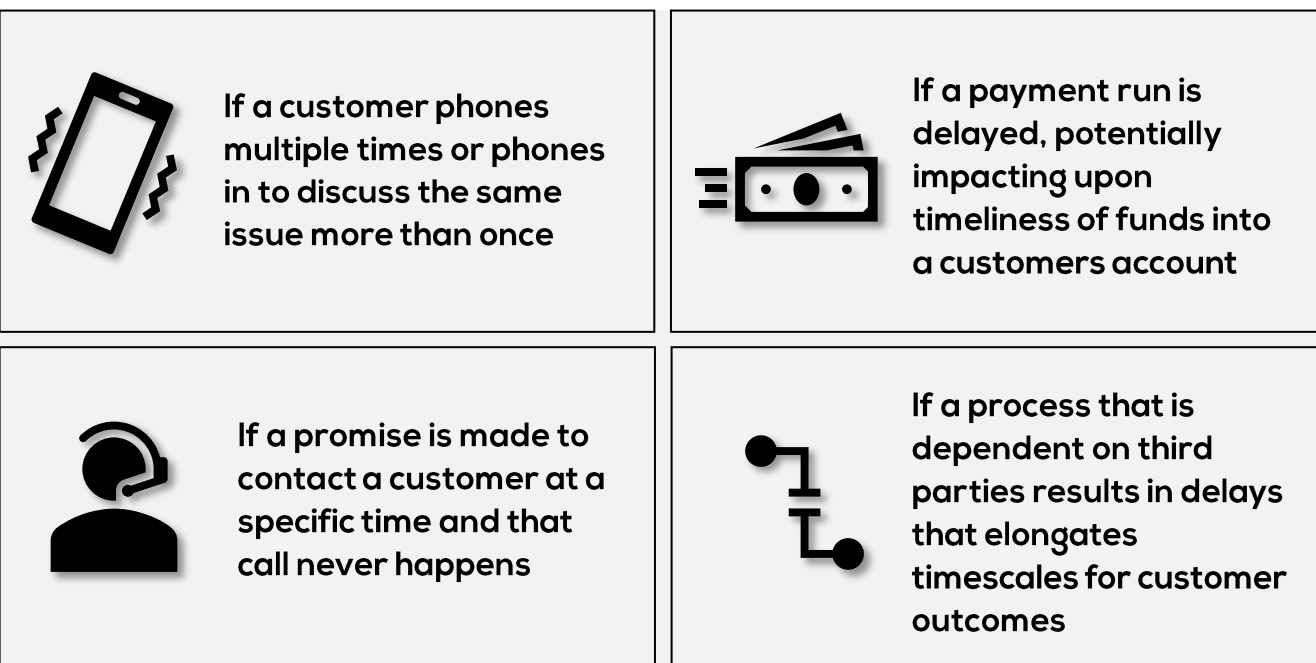 If a customer phones
multiple times or phones
in to discuss the same
issue more than once
If a payment run is
delayed, potentially
impacting upon
timeliness of funds into
a customers account
If a promise is made to
contact a customer at a
specific time and that
call never happens
If a process that is
dependent on third
parties results in delays
that elongates
timescales for customer
outcomes